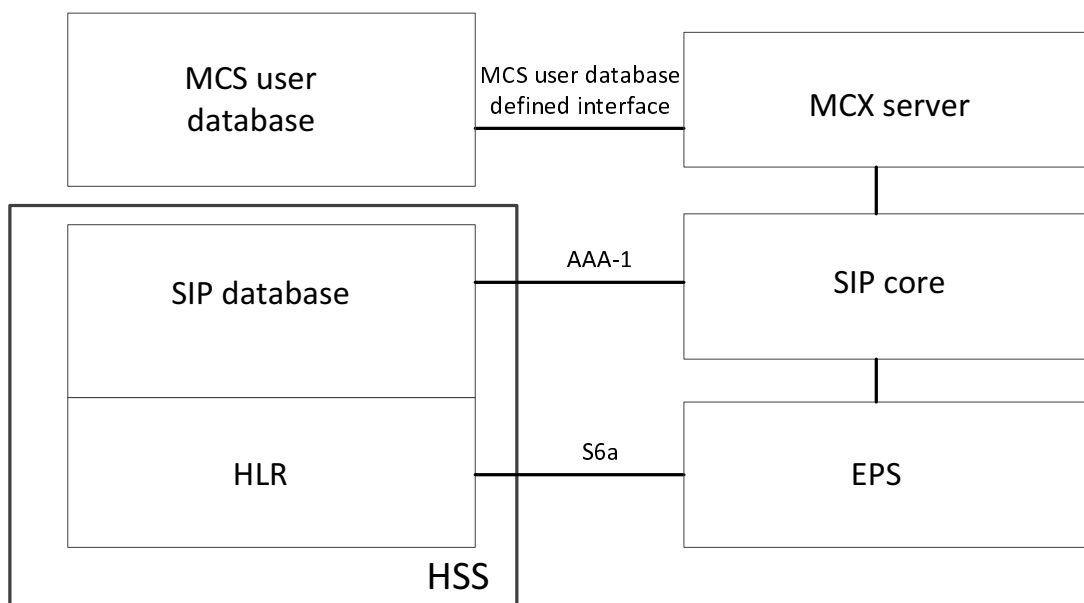 MCS user
database
MCS user database
defined interface
MCX server
SIP database
AAA-1
SIP core
HLR
S6a
EPS
HSS